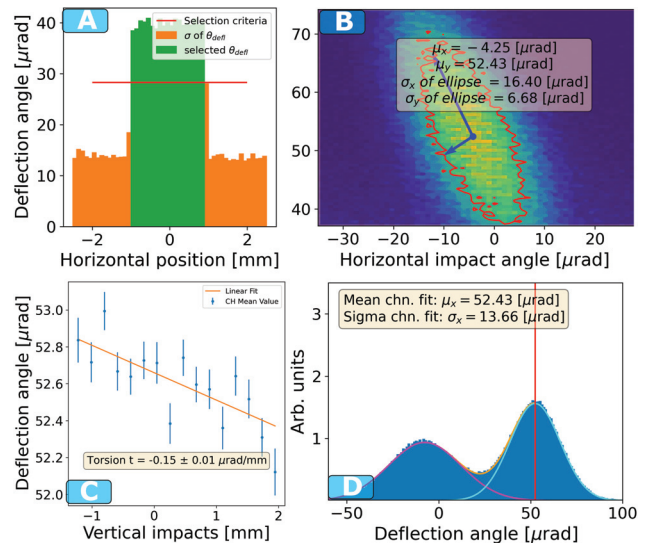 A
Selection criteria
σ of θdefl
selected θdefl
Deflection angle [μrad]
40
30
20
10
0
-2
0
2
Horizontal position [mm]
B
μx = − 4.25 [μrad]
μy = 52.43 [μrad]
σx of ellipse = 16.40 [μrad]
σy of ellipse = 6.68 [μrad]
70
60
50
40
−30
−20
−10
0
10
20
Horizontal impact angle [μrad]
Deflection angle [μrad]
53.0
52.8
52.6
52.4
52.2
52.0
Linear Fit
CH Mean Value
Torsion t = -0.15 ± 0.01 μrad/mm
C
-1
0
1
2
Vertical impacts [mm]
Mean chn. fit: μx = 52.43 [μrad]
Sigma chn. fit: σx = 13.66 [μrad]
Arb. units
3
2
1
D
−50
0
50
100
Deflection angle [μrad]